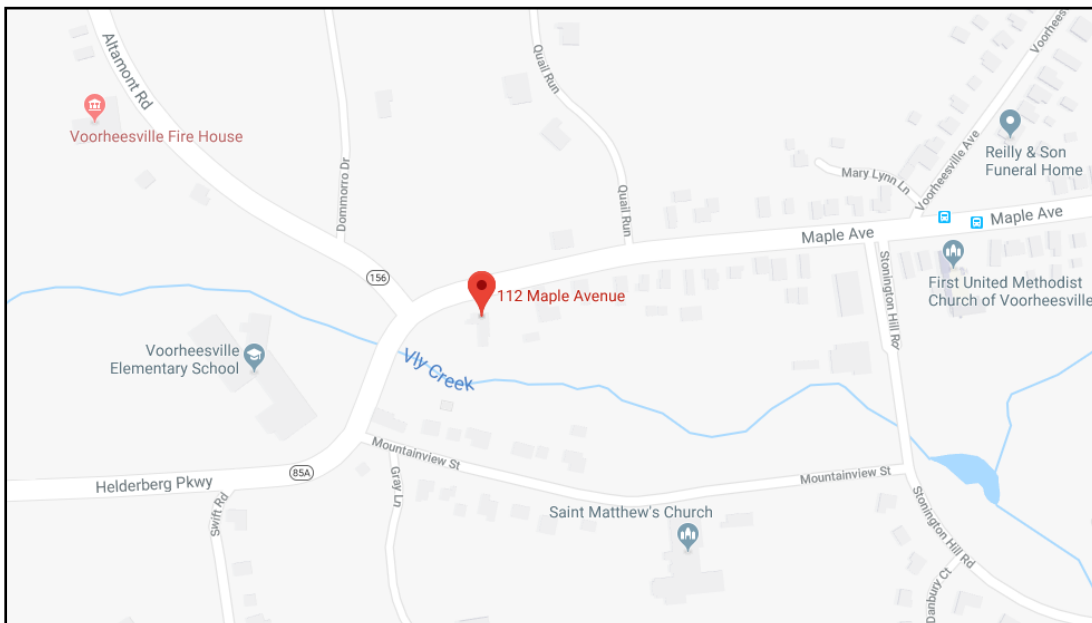 Altamont Rd
Voorheesville Fire House
Dommorro Dr
Quail Run
Quail Run
Voorheesville Ave
Reilly & Son
Funeral Home
Mary Lynn Ln
Maple Ave
Maple Ave
First United Methodist
Church of Voorheesville
Stonington Hill Rd
156
112 Maple Avenue
Voorheesville
Elementary School
Vly Creek
Mountainview St
Mountainview St
85A
Helderberg Pkwy
Swift Rd
Gray Ln
Saint Matthew's Church
Stonington Hill Rd
Danbury Ct